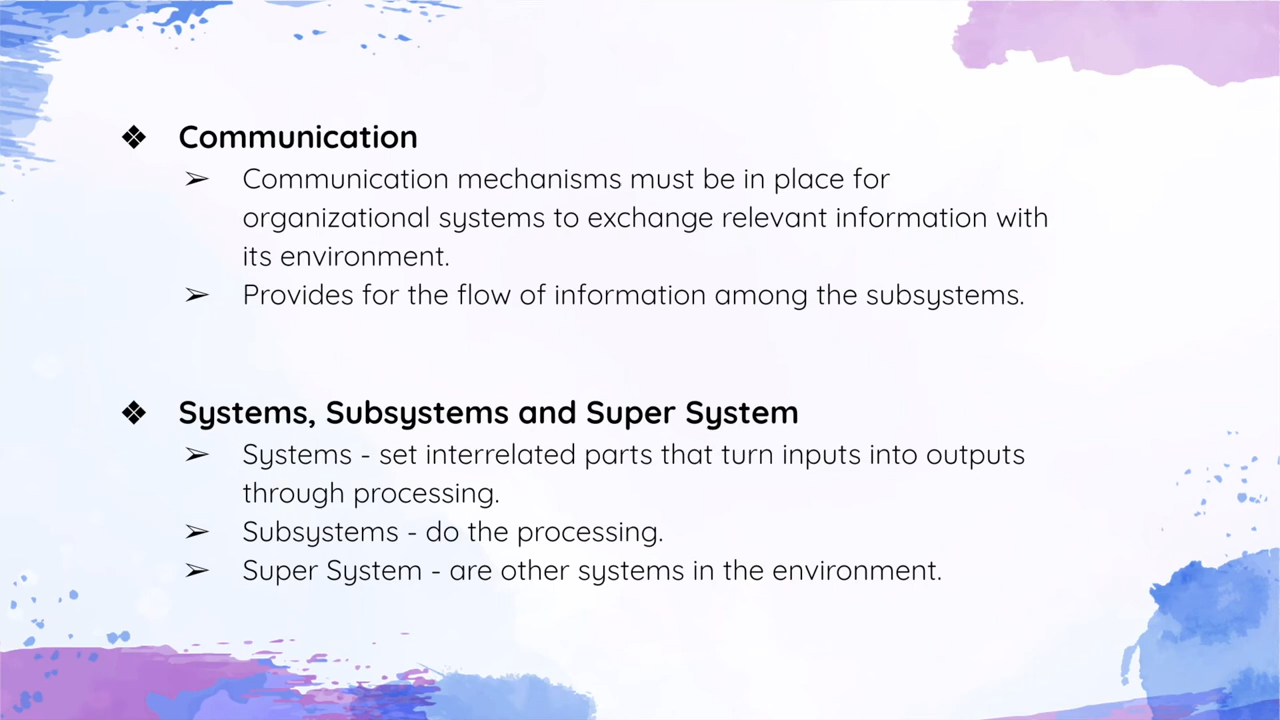 ❖ Communication
➢ Communication mechanisms must be in place for
organizational systems to exchange relevant information with
its environment.
➢ Provides for the flow of information among the subsystems.
❖ Systems, Subsystems and Super System
➢ Systems - set interrelated parts that turn inputs into outputs
through processing.
➢ Subsystems - do the processing.
➢ Super System - are other systems in the environment.